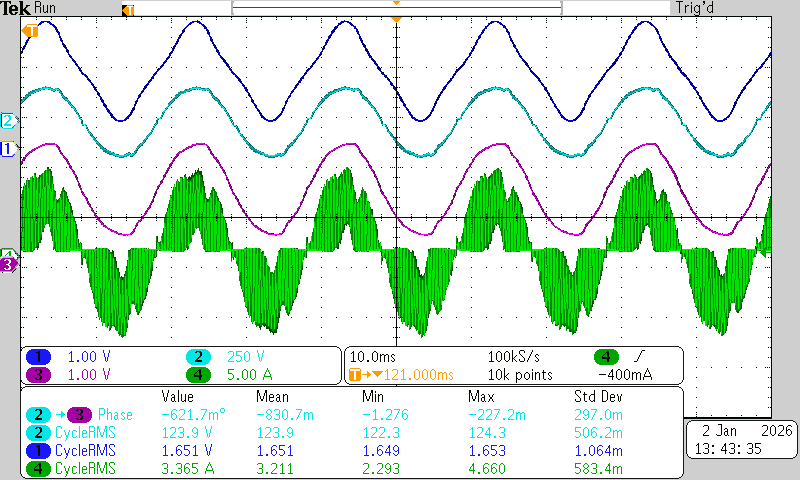 Tek Run Trig'd
T
T
2
1
4
3
1 1.00 V 2 250 V
3 1.00 V 4 5.00 A
10.0ms 100kS/s 4
T→▼121.000ms 10k points −400mA
Value Mean Min Max Std Dev
2 → 3 Phase −621.7m° −830.7m −1.276 −227.2m 297.0m
2 CycleRMS 123.9 V 123.9 122.3 124.3 506.2m
1 CycleRMS 1.651 V 1.651 1.649 1.653 1.064m
4 CycleRMS 3.365 A 3.211 2.293 4.660 583.4m
2 Jan 2026
13:43:35